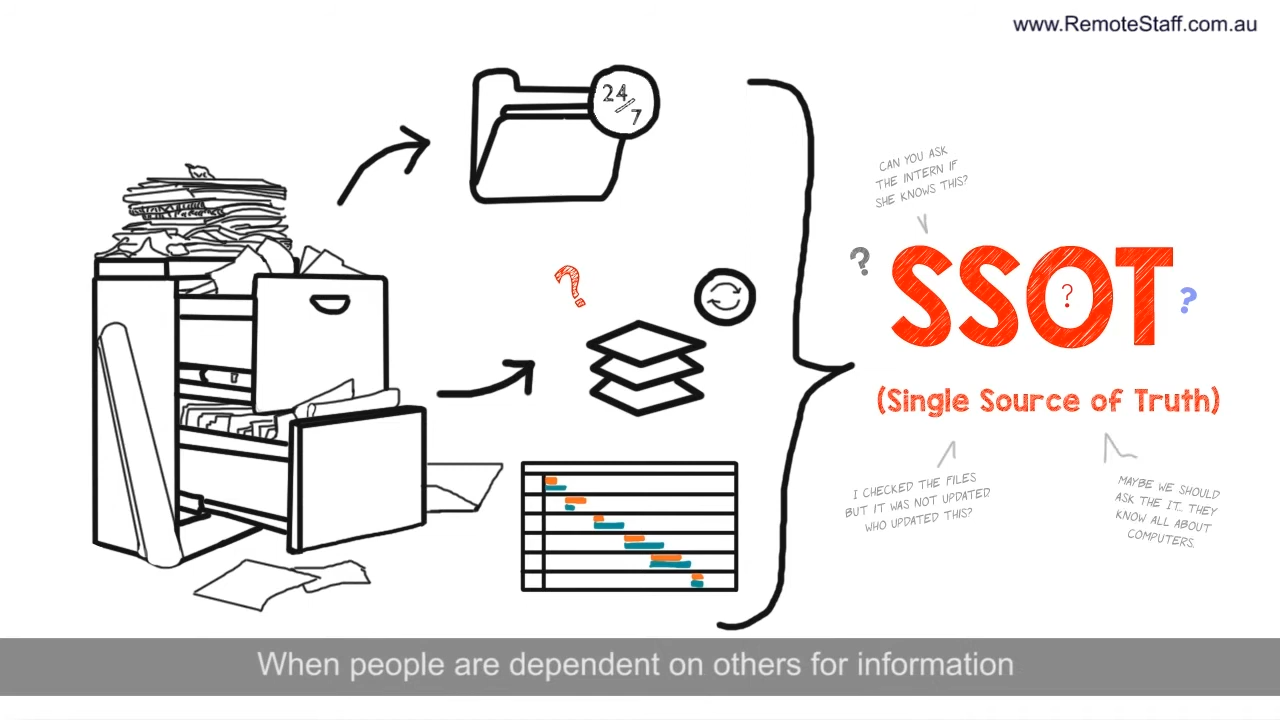 www.RemoteStaff.com.au
24/7
CAN YOU ASK
THE INTERN IF
SHE KNOWS THIS?
?
SSOT
?
?
?
(Single Source of Truth)
I CHECKED THE FILES
BUT IT WAS NOT UPDATED
WHO UPDATED THIS?
MAYBE WE SHOULD
ASK THE IT.. THEY
KNOW ALL ABOUT
COMPUTERS.
When people are dependent on others for information